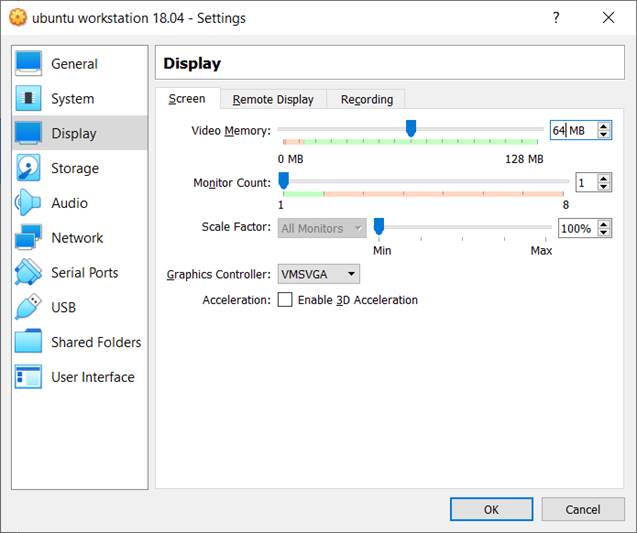 ubuntu workstation 18.04 - Settings
? ×
General
System
Display
Storage
Audio
Network
Serial Ports
USB
Shared Folders
User Interface
Display
Screen Remote Display Recording
Video Memory: 64 MB
0 MB 128 MB
Monitor Count: 1
1 8
Scale Factor: All Monitors 100%
Min Max
Graphics Controller: VMSVGA
Acceleration: Enable 3D Acceleration
OK Cancel